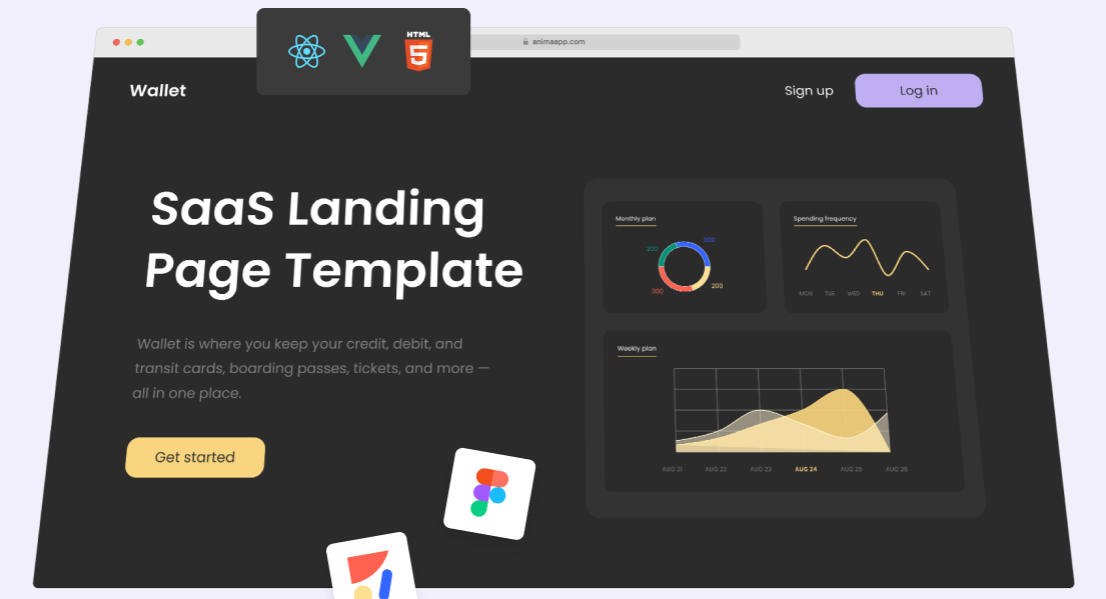 HTML
5
animaapp.com
Wallet
Sign up
Log in
SaaS Landing
Page Template
Wallet is where you keep your credit, debit, and
transit cards, boarding passes, tickets, and more —
all in one place.
Get started
Monthly plan
200
300
300
200
Spending frequency
MON TUE WED THU FRI SAT
Weekly plan
AUG 21 AUG 22 AUG 23 AUG 24 AUG 25 AUG 26